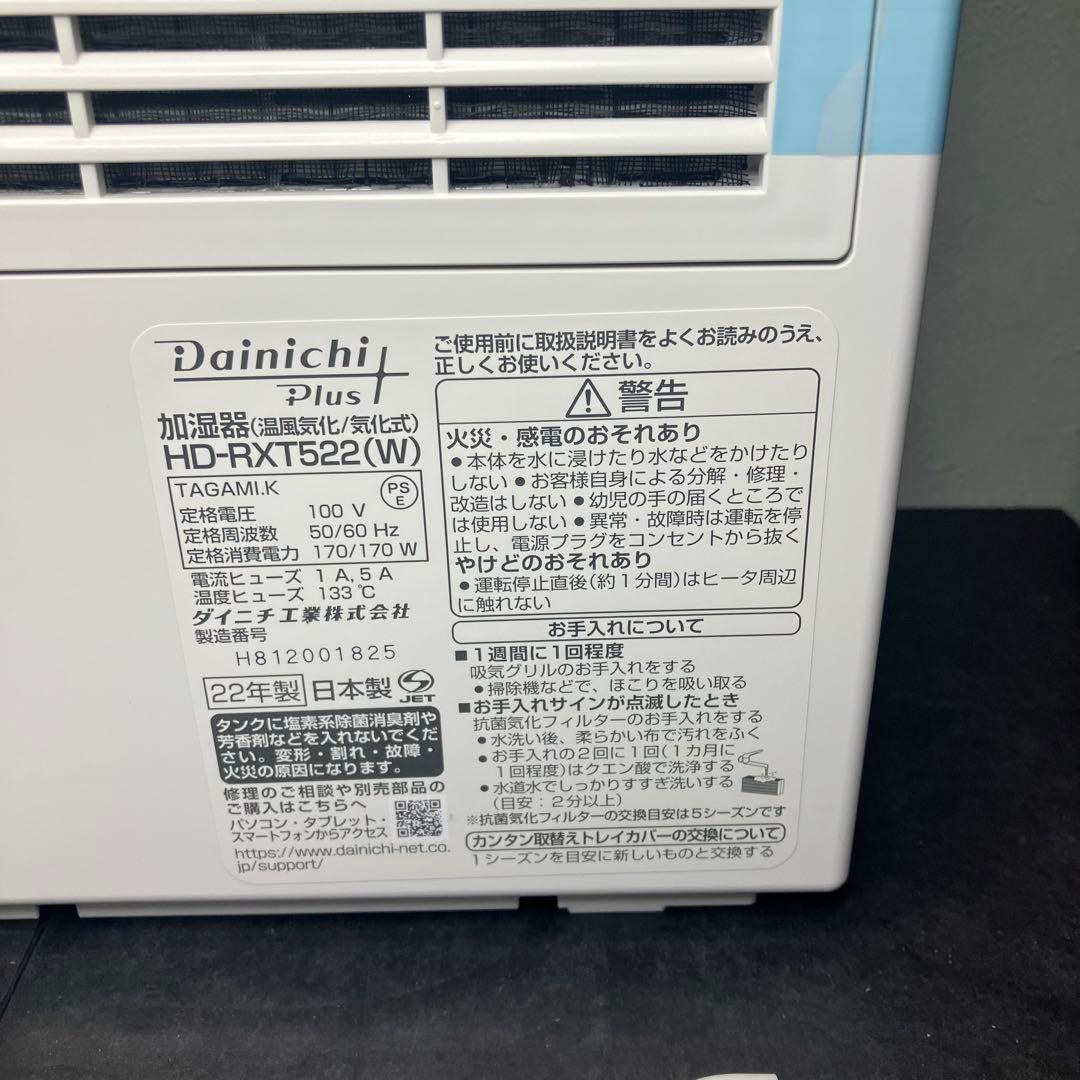 Dainichi
Plus
加湿器(温風気化/気化式)
HD-RXT522(W)
TAGAMI.K
PS
E
定格電圧 100 V
定格周波数 50/60 Hz
定格消費電力 170/170 W
電流ヒューズ 1 A, 5 A
温度ヒューズ 133 ℃
ダイニチ工業株式会社
製造番号
H812001825
22年製 日本製 JET
タンクに塩素系除菌消臭剤や
芳香剤などを入れないでくだ
さい。変形・割れ・故障・
火災の原因になります。
修理のご相談や別売部品の
ご購入はこちらへ
パソコン・タブレット・
スマートフォンからアクセス
https://www.dainichi-net.co.
jp/support/
ご使用前に取扱説明書をよくお読みのうえ、
正しくお使いください。
警告
火災・感電のおそれあり
●本体を水に浸けたり水などをかけたり
しない ●お客様自身による分解・修理・
改造はしない ●幼児の手の届くところで
は使用しない ●異常・故障時は運転を停
止し、電源プラグをコンセントから抜く
やけどのおそれあり
●運転停止直後(約1分間)はヒータ周辺
に触れない
お手入れについて
■1週間に1回程度
吸気グリルのお手入れをする
●掃除機などで、ほこりを吸い取る
■お手入れサインが点滅したとき
抗菌気化フィルターのお手入れをする
●水洗い後、柔らかい布で汚れをふく
●お手入れの2回に1回(1カ月に
1回程度)はクエン酸で洗浄する
●水道水でしっかりすすぎ洗いする
(目安:2分以上)
※抗菌気化フィルターの交換目安は5シーズンです
カンタン取替えトレイカバーの交換について
1シーズンを目安に新しいものと交換する